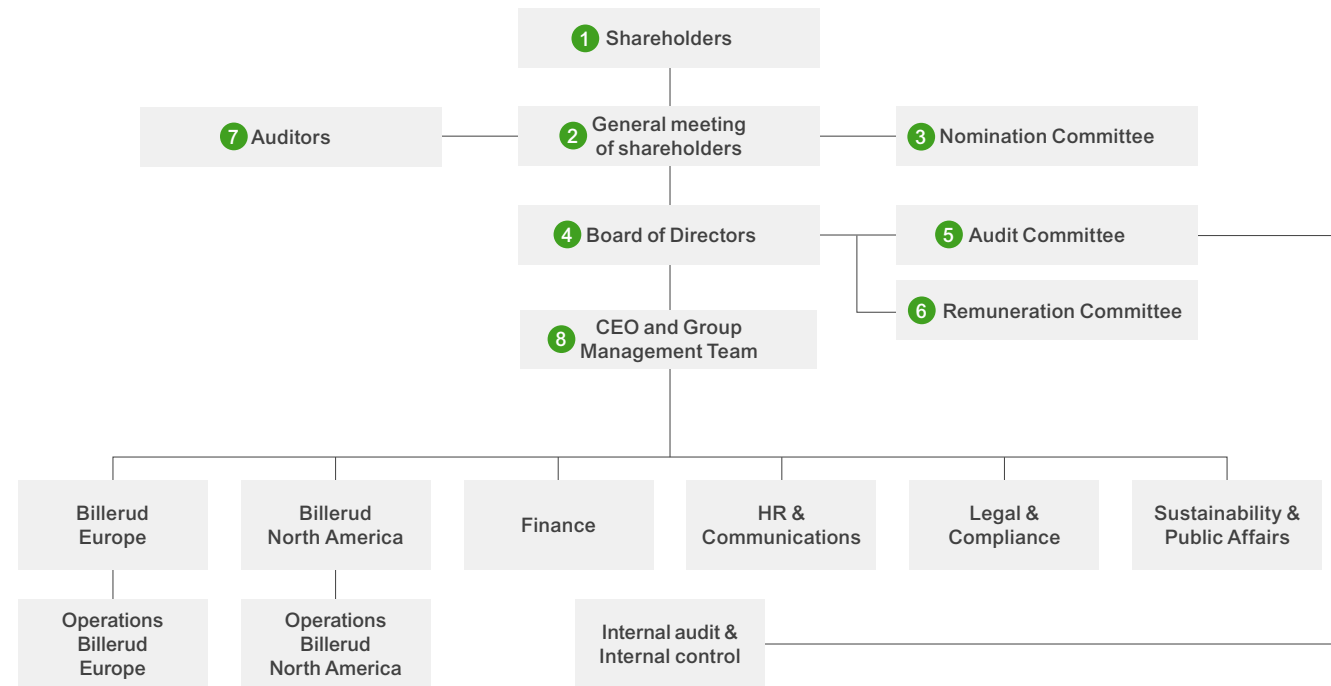 1 Shareholders
7 Auditors
2 General meeting
of shareholders
3 Nomination Committee
4 Board of Directors
5 Audit Committee
6 Remuneration Committee
8 CEO and Group
Management Team
Billerud
Europe
Billerud
North America
Finance
HR &
Communications
Legal &
Compliance
Sustainability &
Public Affairs
Operations
Billerud
Europe
Operations
Billerud
North America
Internal audit &
Internal control